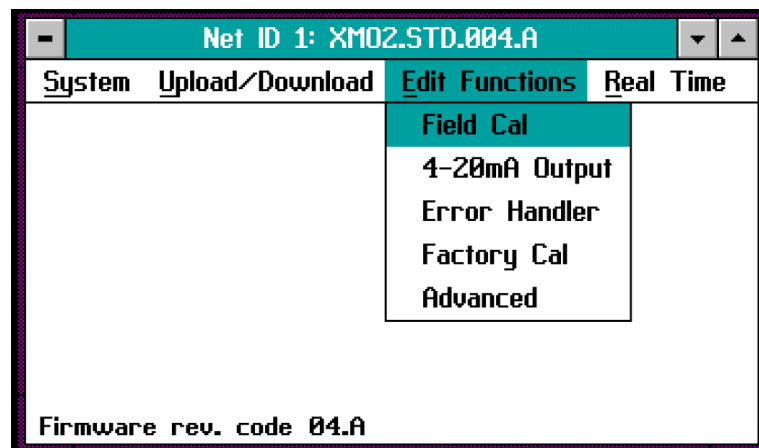 Net ID 1: XMO2.STD.004.A
System Upload/Download Edit Functions Real Time
Field Cal
4-20mA Output
Error Handler
Factory Cal
Advanced
Firmware rev. code 04.A